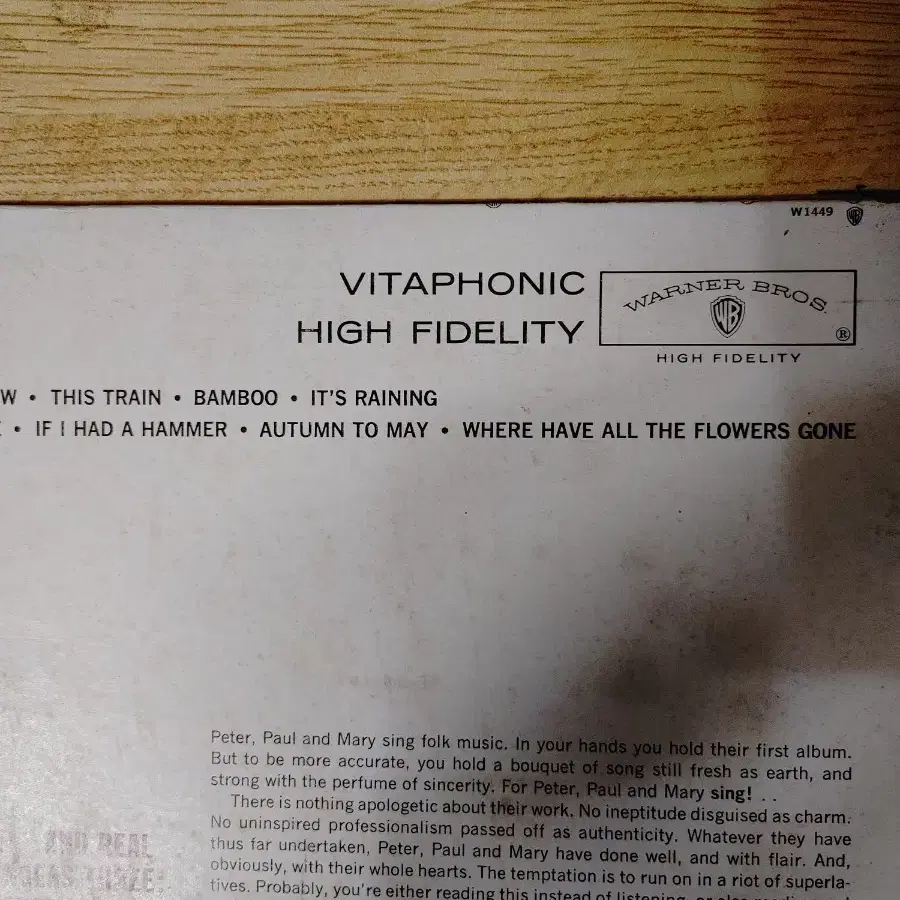 W1449
VITAPHONIC
HIGH FIDELITY
WARNER BROS.
WB
®
HIGH FIDELITY
W • THIS TRAIN • BAMBOO • IT'S RAINING
• IF I HAD A HAMMER • AUTUMN TO MAY • WHERE HAVE ALL THE FLOWERS GONE
Peter, Paul and Mary sing folk music. In your hands you hold their first album.
But to be more accurate, you hold a bouquet of song still fresh as earth, and
strong with the perfume of sincerity. For Peter, Paul and Mary sing! . .
There is nothing apologetic about their work. No ineptitude disguised as charm.
No uninspired professionalism passed off as authenticity. Whatever they have
thus far undertaken, Peter, Paul and Mary have done well, and with flair. And,
obviously, with their whole hearts. The temptation is to run on in a riot of superla-
tives. Probably, you're either reading this instead of listening, or
AND REAL